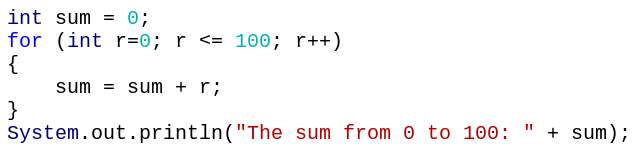 int sum = 0;
for (int r=0; r <= 100; r++)
{
    sum = sum + r;
}
System.out.println("The sum from 0 to 100: " + sum);